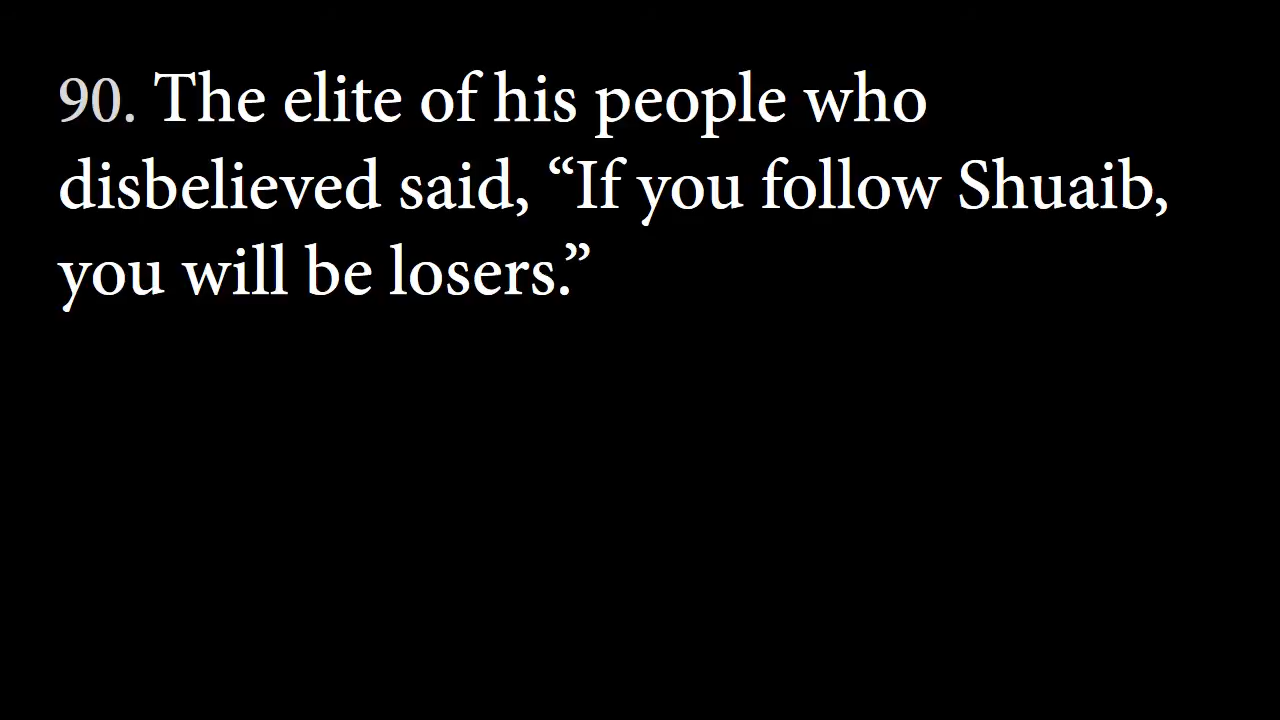 90. The elite of his people who
disbelieved said, “If you follow Shuaib,
you will be losers.”